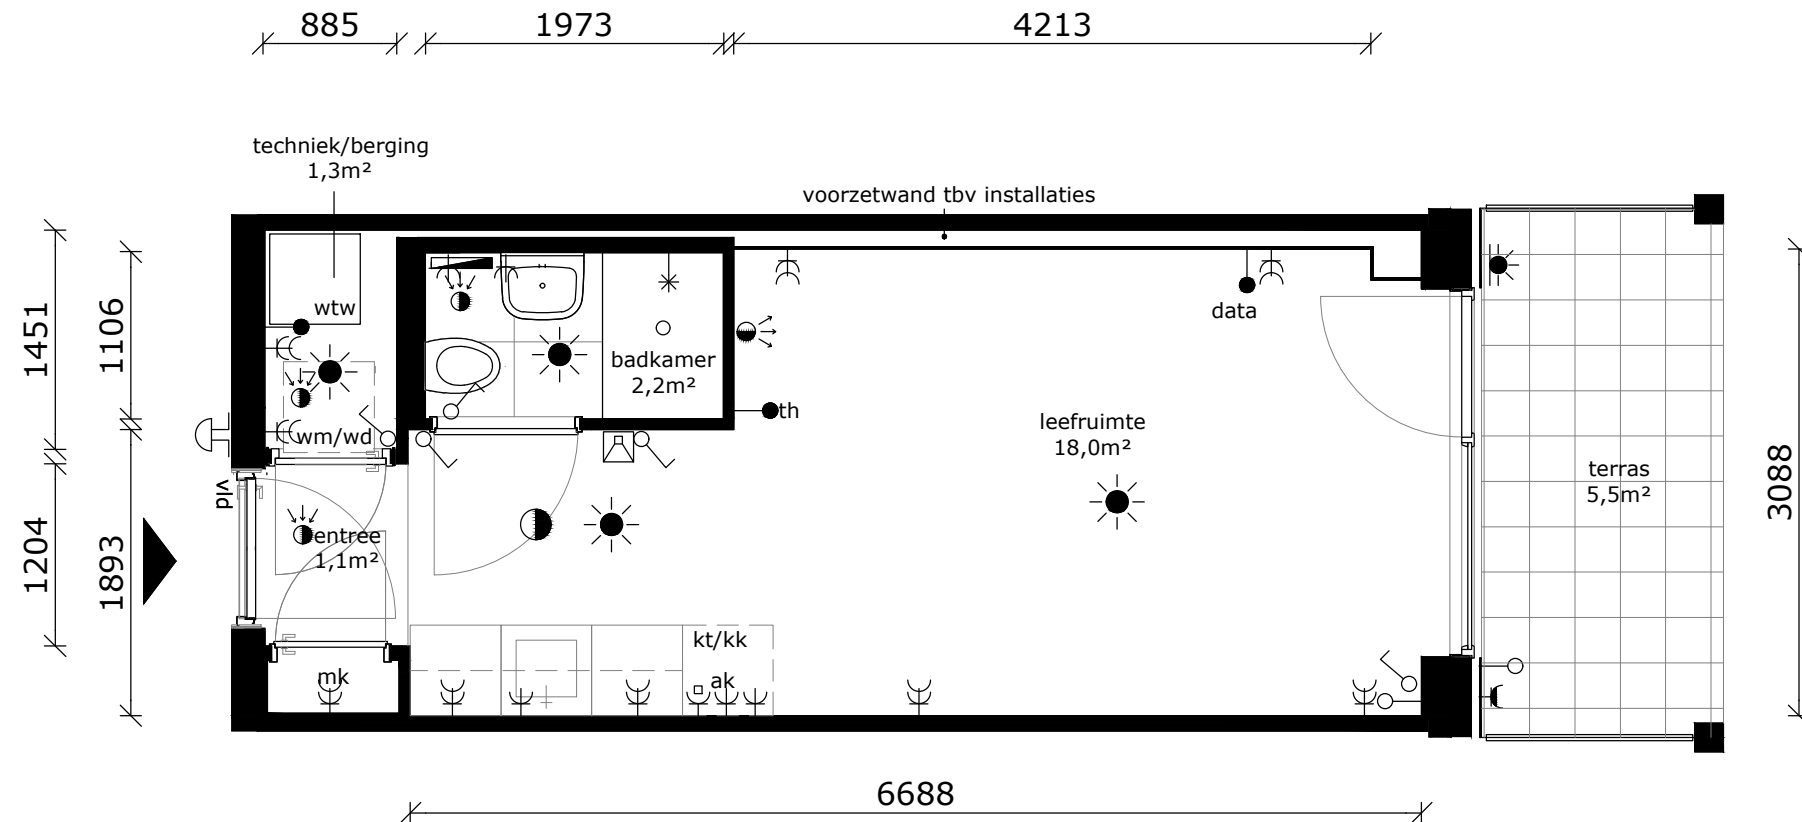 885
1973
4213
techniek/berging
1,3m²
voorzetwand tbv installaties
1451
1106
wtw
badkamer
2,2m²
data
th
leefruimte
18,0m²
wm/wd
vld
terras
5,5m²
3088
1204
1893
entree
1,1m²
kt/kk
mk
ak
6688